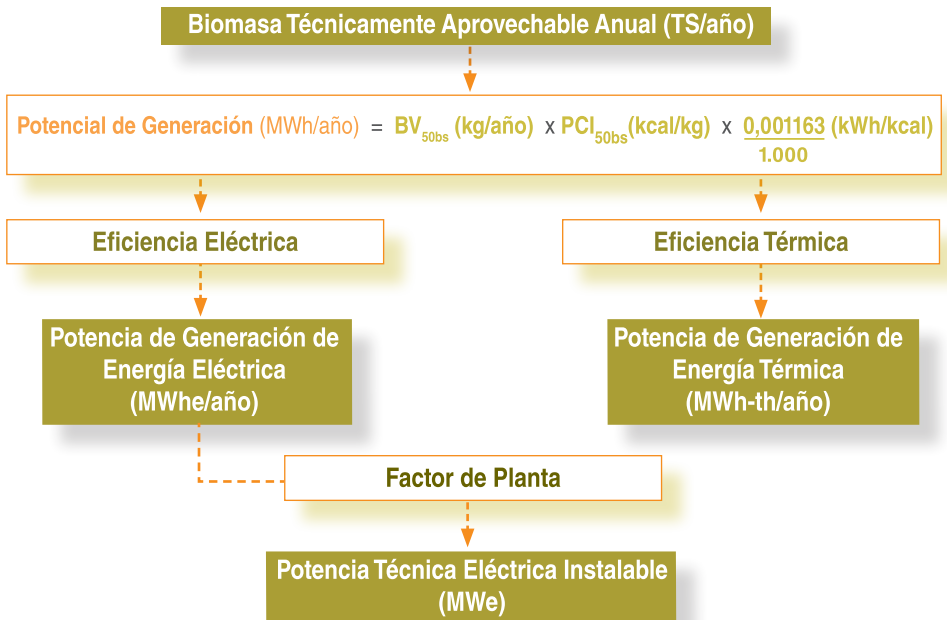 Biomasa Técnicamente Aprovechable Anual (TS/año)
Potencial de Generación (MWh/año) = BV50bs (kg/año) x PCI50bs(kcal/kg) x 0,001163 (kWh/kcal)
1.000
Eficiencia Eléctrica
Eficiencia Térmica
Potencia de Generación de
Energía Eléctrica
(MWhe/año)
Potencia de Generación de
Energía Térmica
(MWh-th/año)
Factor de Planta
Potencia Técnica Eléctrica Instalable
(MWe)